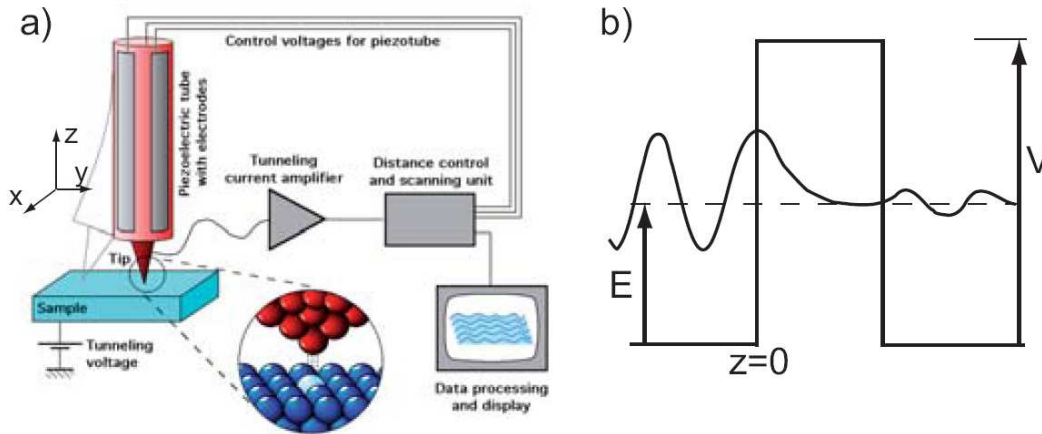 a)
Control voltages for piezotube
Piezoelectric tube
with electrodes
z
y
x
Tunneling
current amplifier
Distance control
and scanning unit
Tip
Sample
Tunneling
voltage
Data processing
and display
b)
E
V
z=0